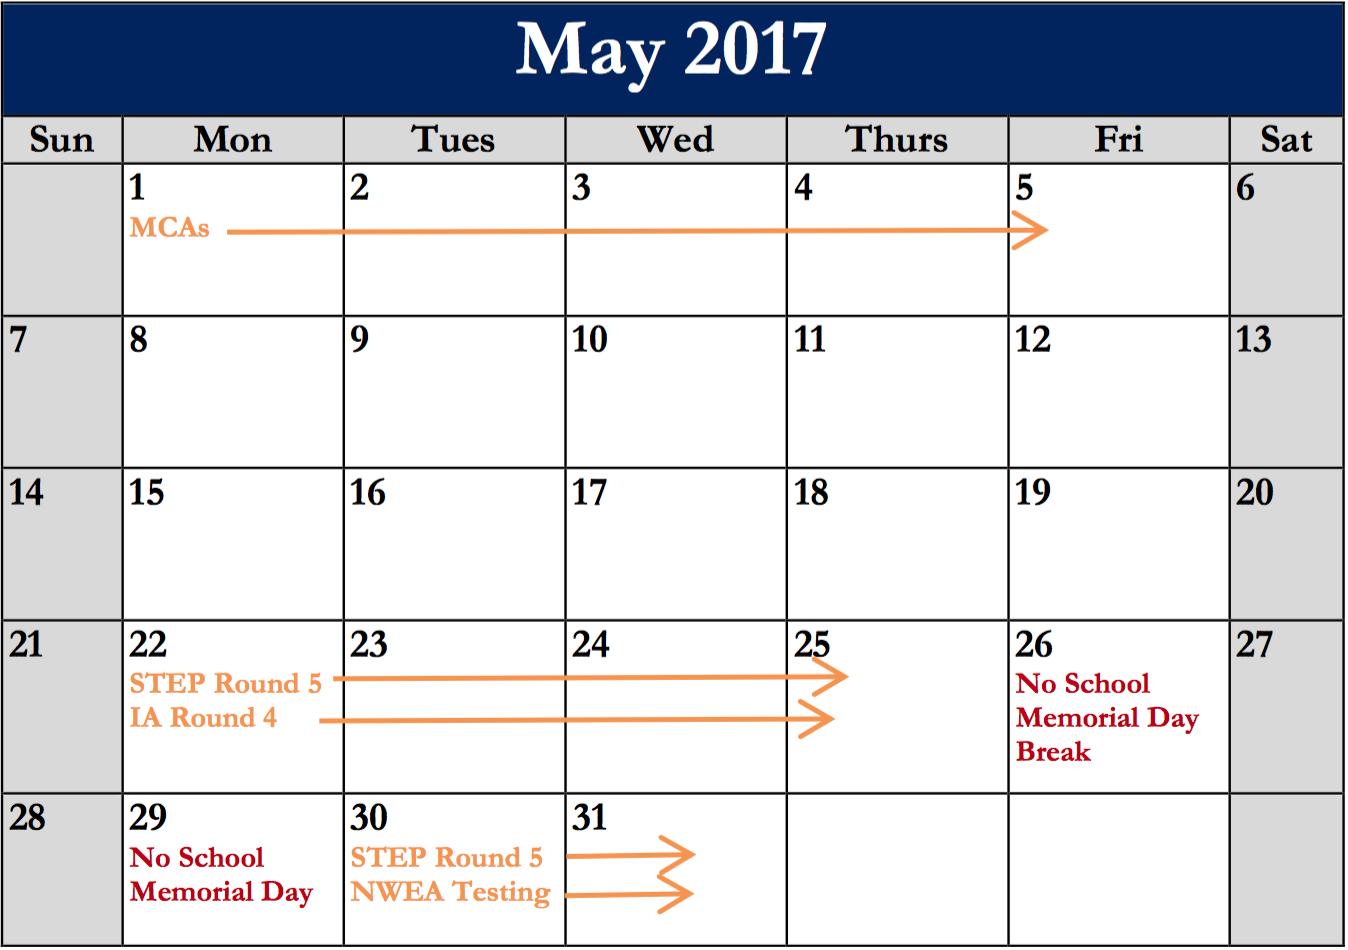 May 2017
Sun Mon Tues Wed Thurs Fri Sat
1 2 3 4 5 6
MCAs
7 8 9 10 11 12 13
14 15 16 17 18 19 20
21 22 23 24 25 26 27
STEP Round 5 No School
IA Round 4 Memorial Day
Break
28 29 30 31
No School STEP Round 5
Memorial Day NWEA Testing